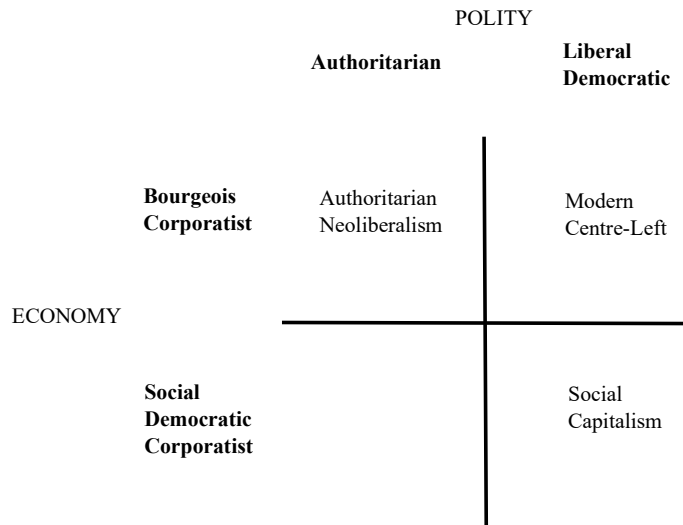 POLITY
Authoritarian
Liberal
Democratic
Bourgeois
Corporatist
Authoritarian
Neoliberalism
Modern
Centre-Left
ECONOMY
Social
Democratic
Corporatist
Social
Capitalism